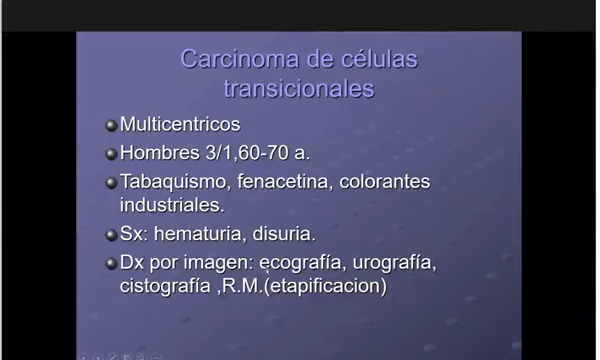 Carcinoma de células
transicionales
Multicentricos
Hombres 3/1,60-70 a.
Tabaquismo, fenacetina, colorantes
industriales.
Sx: hematuria, disuria.
Dx por imagen: ecografía, urografía,
cistografía ,R.M.(etapificacion)